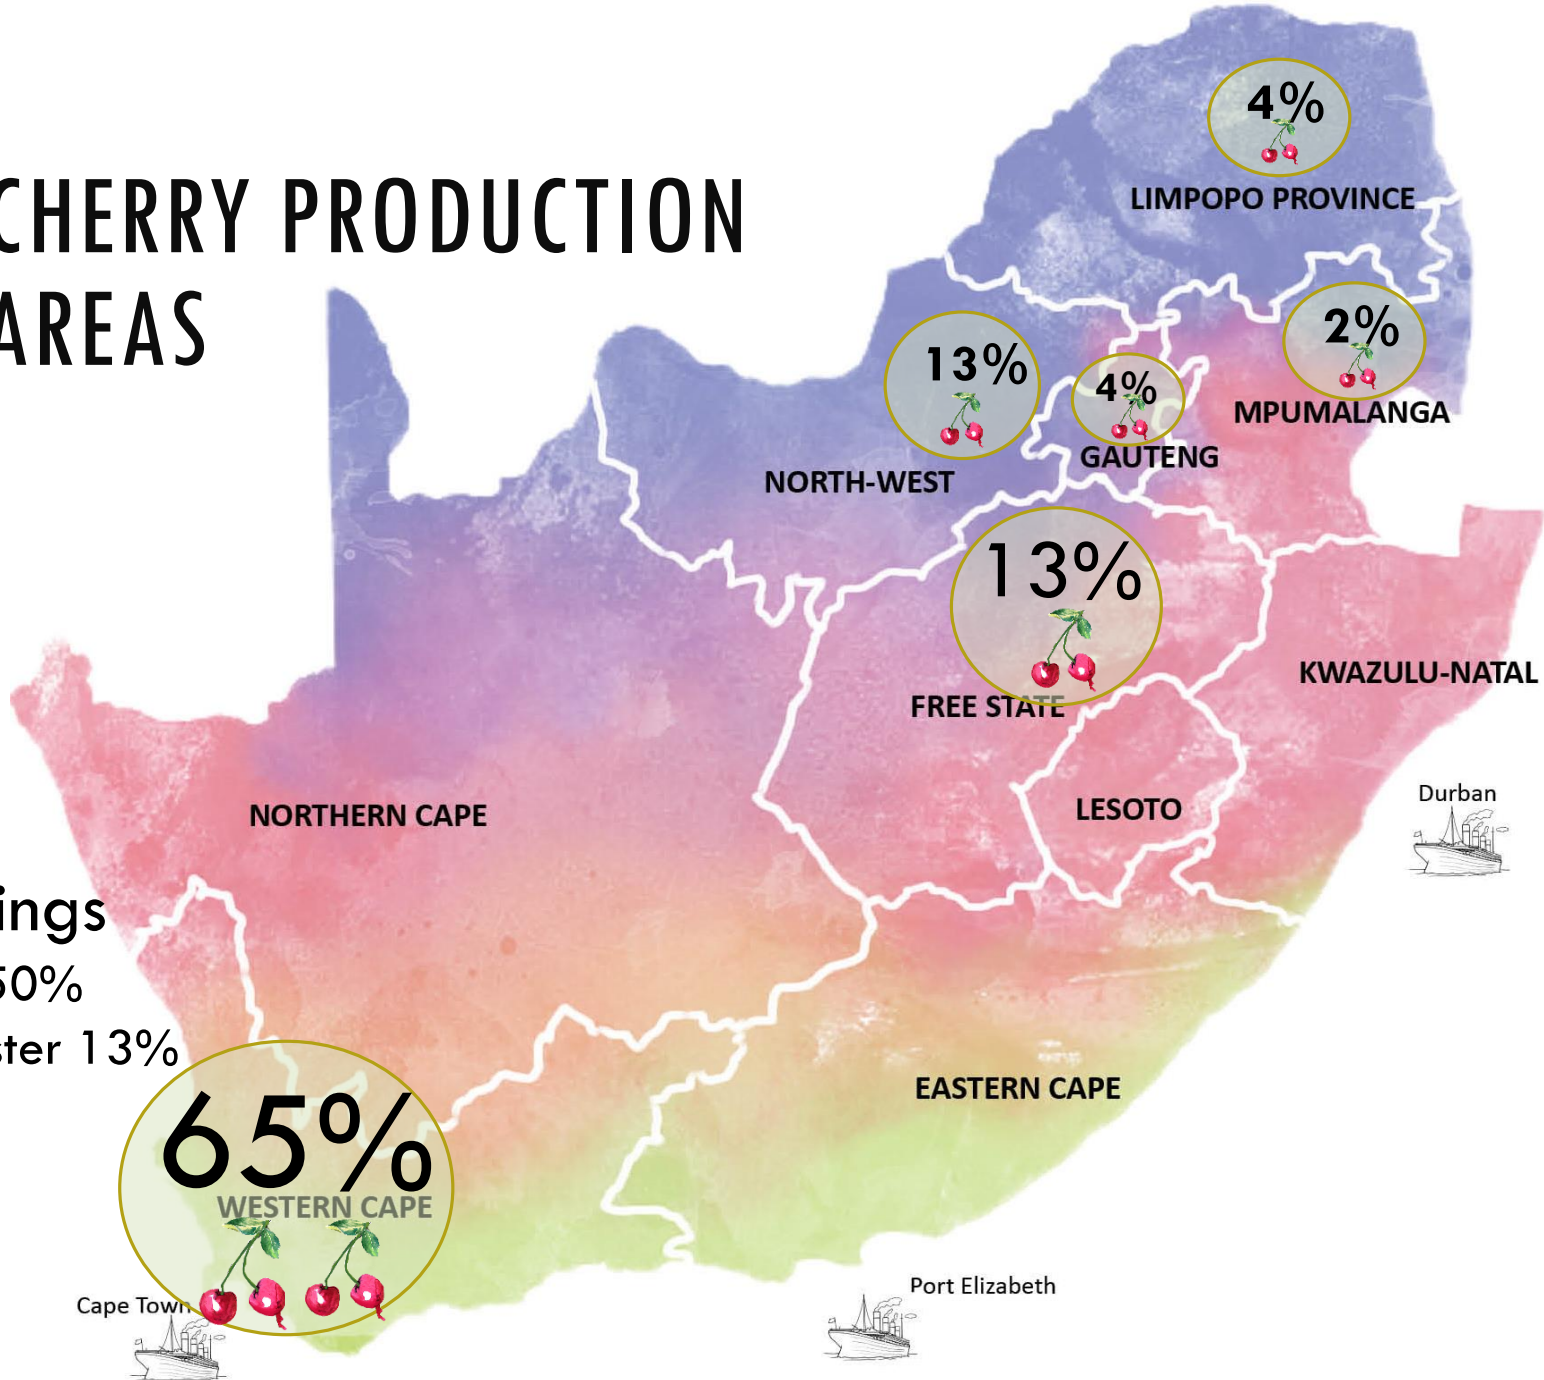 CHERRY PRODUCTION
AREAS
4%
LIMPOPO PROVINCE
2%
MPUMALANGA
13%
4%
GAUTENG
NORTH-WEST
13%
FREE STATE
KWAZULU-NATAL
LESOTO
Durban
NORTHERN CAPE
ings
50%
ster 13%
EASTERN CAPE
65%
WESTERN CAPE
Cape Town
Port Elizabeth